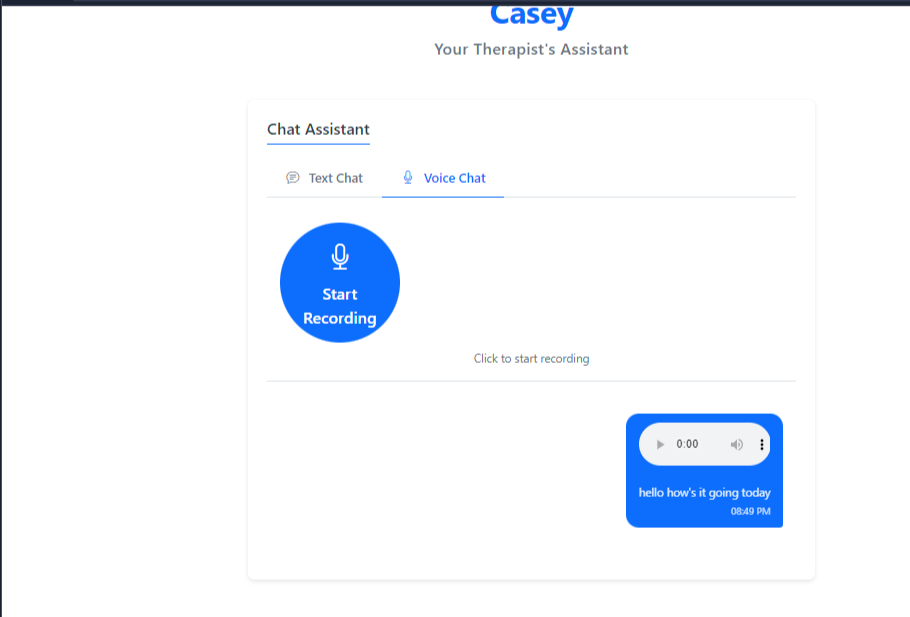 Casey
Your Therapist's Assistant
Chat Assistant
Text Chat
Voice Chat
Start
Recording
Click to start recording
0:00
hello how's it going today
08:49 PM